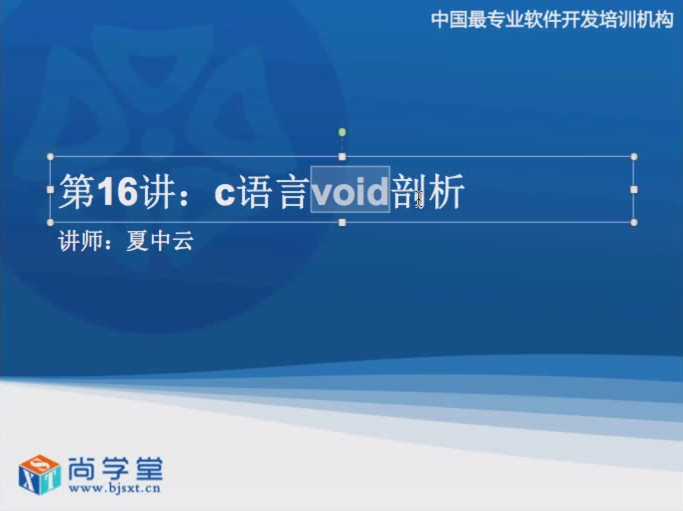 中国最专业软件开发培训机构
第16讲：c语言void剖析
讲师：夏中云
XST
尚学堂
www.bjsxt.cn